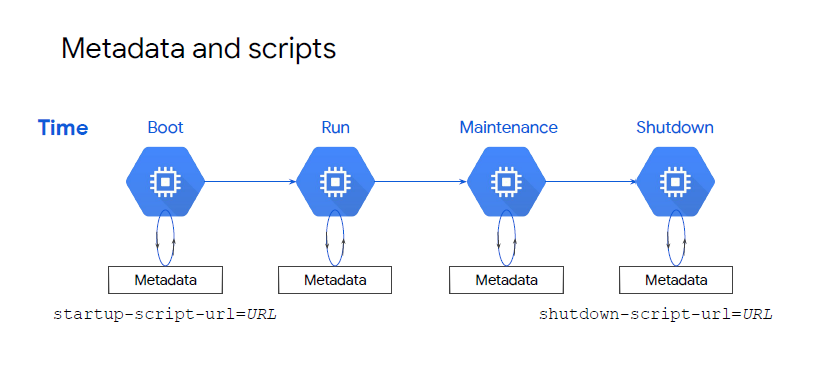 Metadata and scripts
Time Boot Run Maintenance Shutdown
Metadata Metadata Metadata Metadata
startup-script-url=URL shutdown-script-url=URL